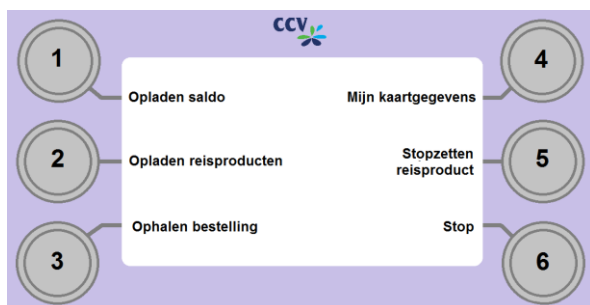 CCV
1
4
Opladen saldo
Mijn kaartgegevens
2
Opladen reisproducten
Stopzetten
reisproduct
5
Ophalen bestelling
Stop
3
6